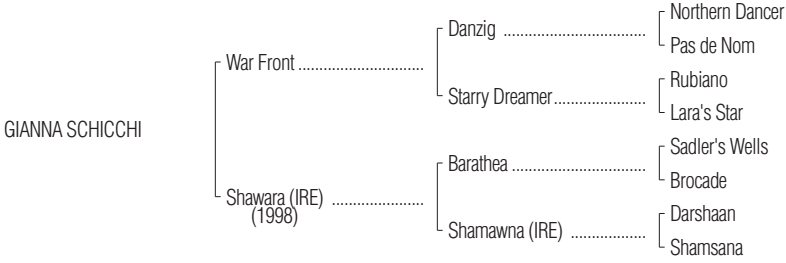 Northern Dancer
Danzig ..................................
Pas de Nom
War Front ..............................
Rubiano
Starry Dreamer......................
Lara's Star
GIANNA SCHICCHI
Sadler's Wells
Barathea ................................
Brocade
Shawara (IRE) ......................
(1998)
Darshaan
Shamawna (IRE) ..................
Shamsana